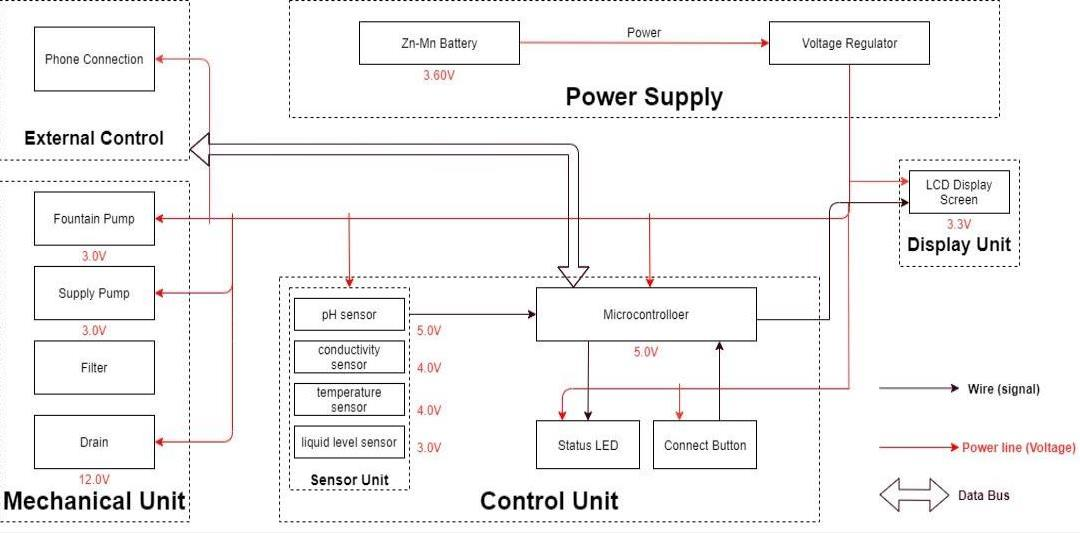 Phone Connection
External Control
Zn-Mn Battery
3.60V
Power
Voltage Regulator
Power Supply
LCD Display
Screen
3.3V
Display Unit
Fountain Pump
3.0V
Supply Pump
3.0V
Filter
Drain
12.0V
Mechanical Unit
pH sensor
5.0V
conductivity
sensor
4.0V
temperature
sensor
4.0V
liquid level sensor
3.0V
Sensor Unit
Microcontrolloer
5.0V
Status LED
Connect Button
Control Unit
Wire (signal)
Power line (Voltage)
Data Bus